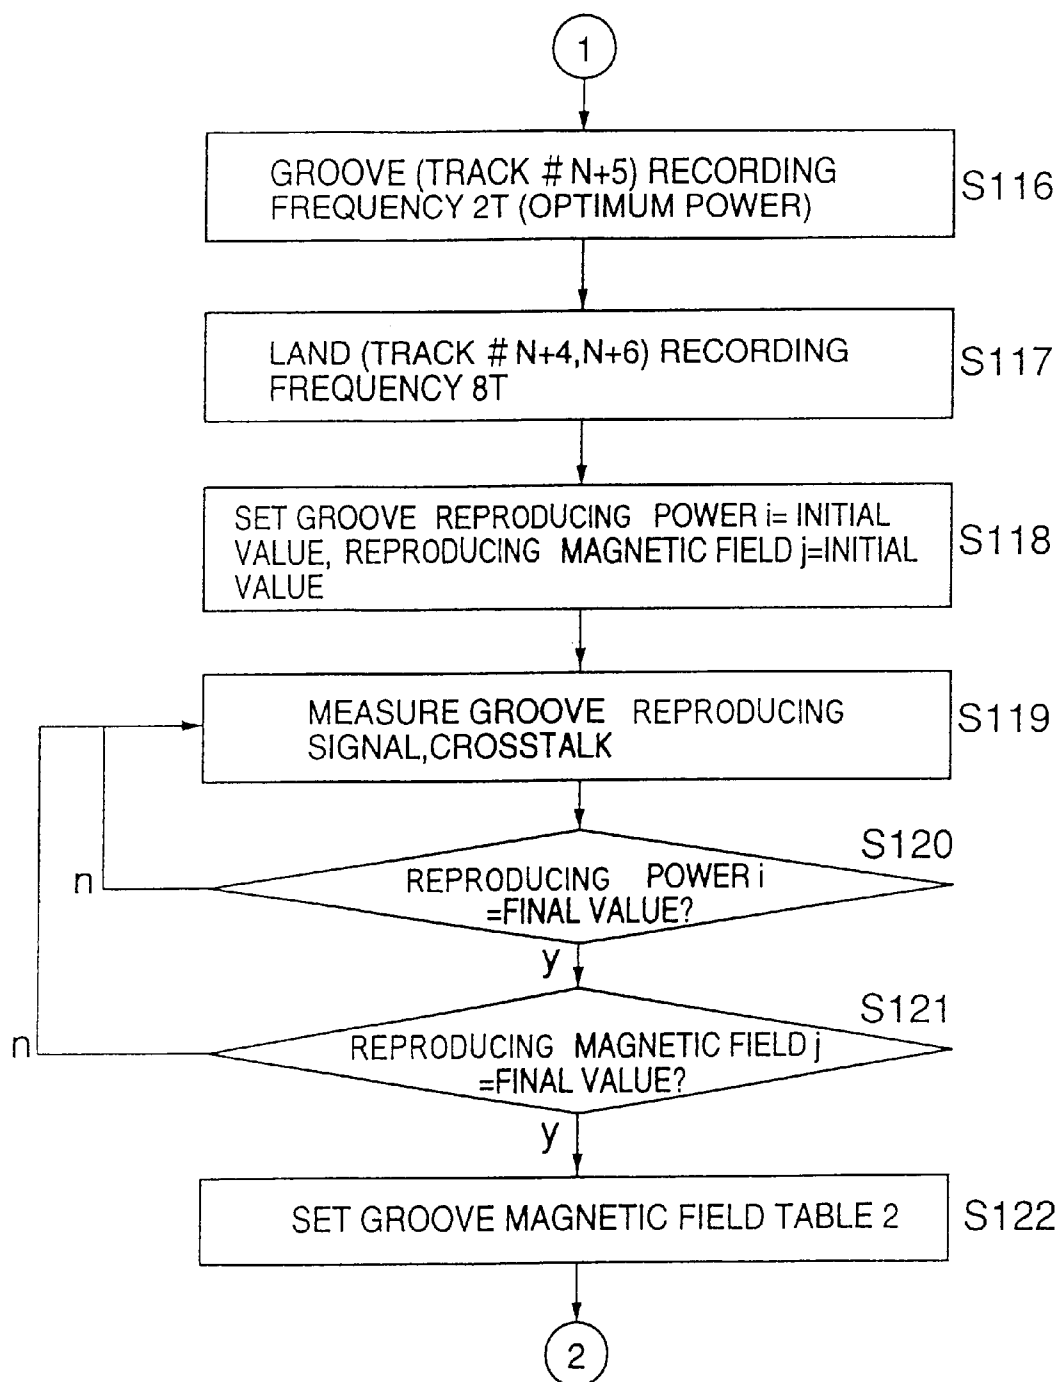 1
GROOVE (TRACK # N+5) RECORDING
FREQUENCY 2T (OPTIMUM POWER)
S116
LAND (TRACK # N+4,N+6) RECORDING
FREQUENCY 8T
S117
SET GROOVE REPRODUCING POWER i= INITIAL
VALUE, REPRODUCING MAGNETIC FIELD j=INITIAL
VALUE
S118
MEASURE GROOVE REPRODUCING
SIGNAL,CROSSTALK
S119
S120
n
REPRODUCING POWER i
=FINAL VALUE?
y
S121
n
REPRODUCING MAGNETIC FIELD j
=FINAL VALUE?
y
SET GROOVE MAGNETIC FIELD TABLE 2
S122
2